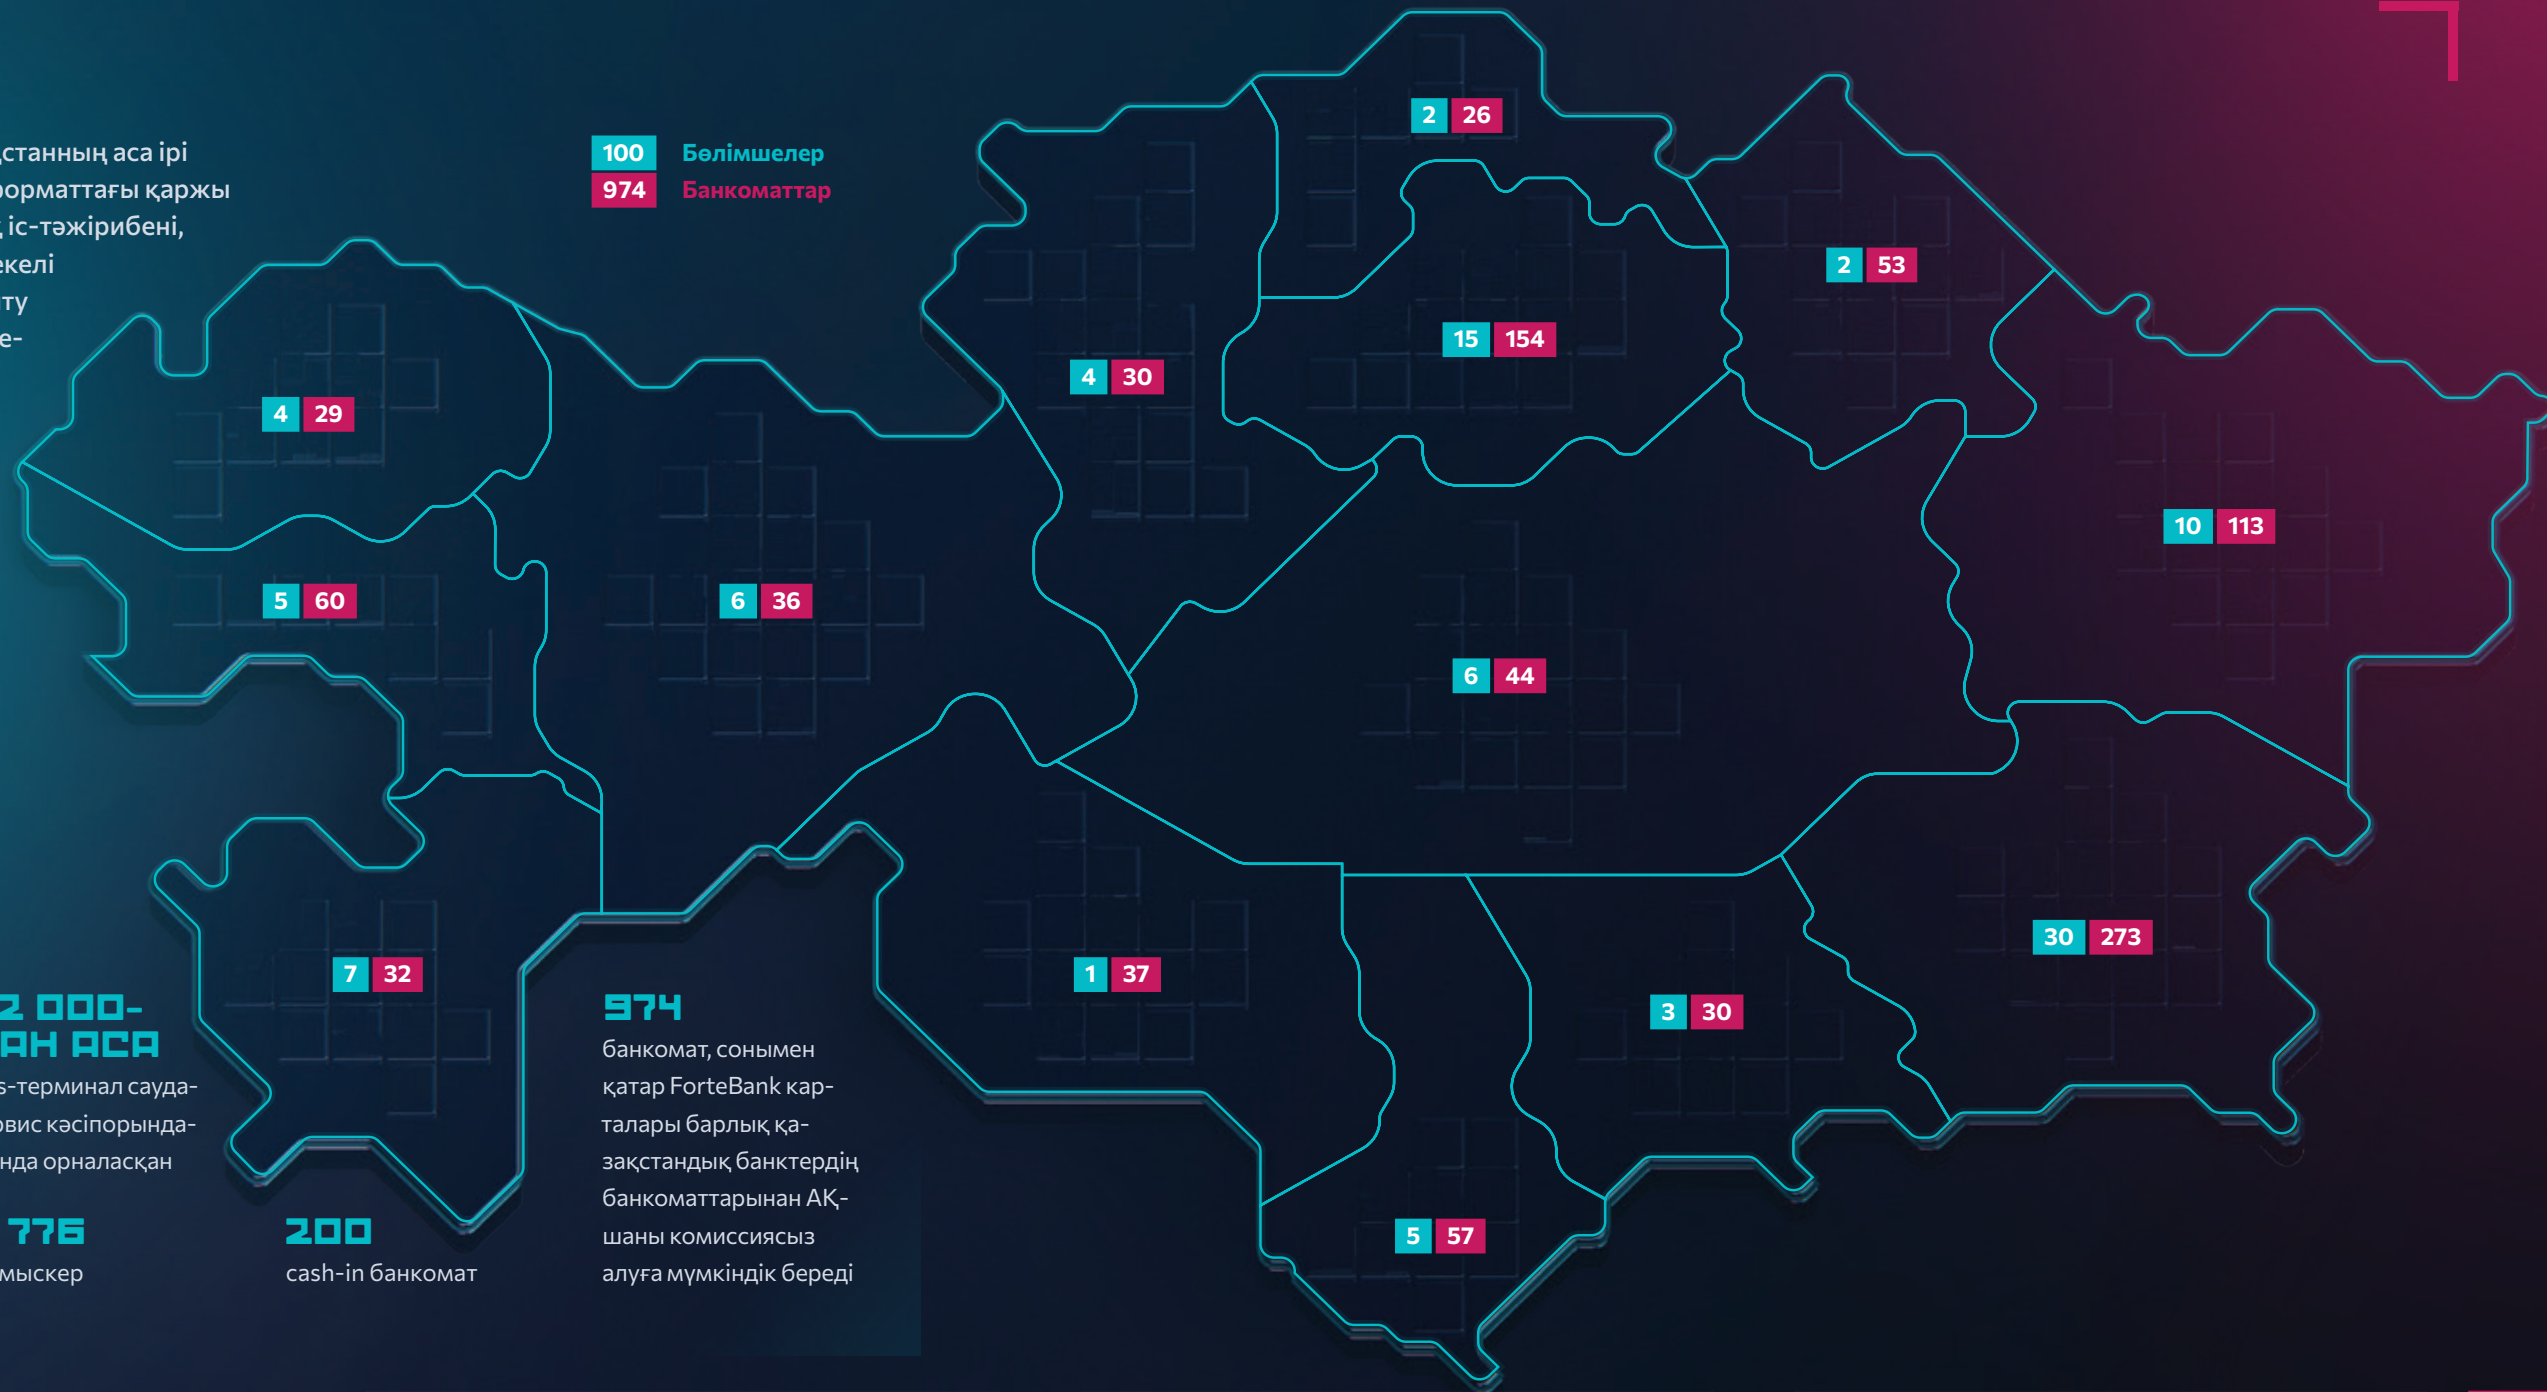 станның аса ірі
форматтағы қаржы
іс-тәжірибені,
екелі
ту
е-
100 Бөлімшелер
974 Банкоматтар
2 26
2 53
15 154
4 30
4 29
10 113
5 60
6 36
6 44
30 273
7 32
1 37
3 30
5 57
2 000-
АН АСА
s-терминал сауда-
рвис кәсіпорында-
нда орналасқан
776
мыскер
200
cash-in банкомат
974
банкомат, сонымен
қатар ForteBank кар-
талары барлық қа-
зақстандық банктердің
банкоматтарынан АҚ-
шаны комиссиясыз
алуға мүмкіндік береді